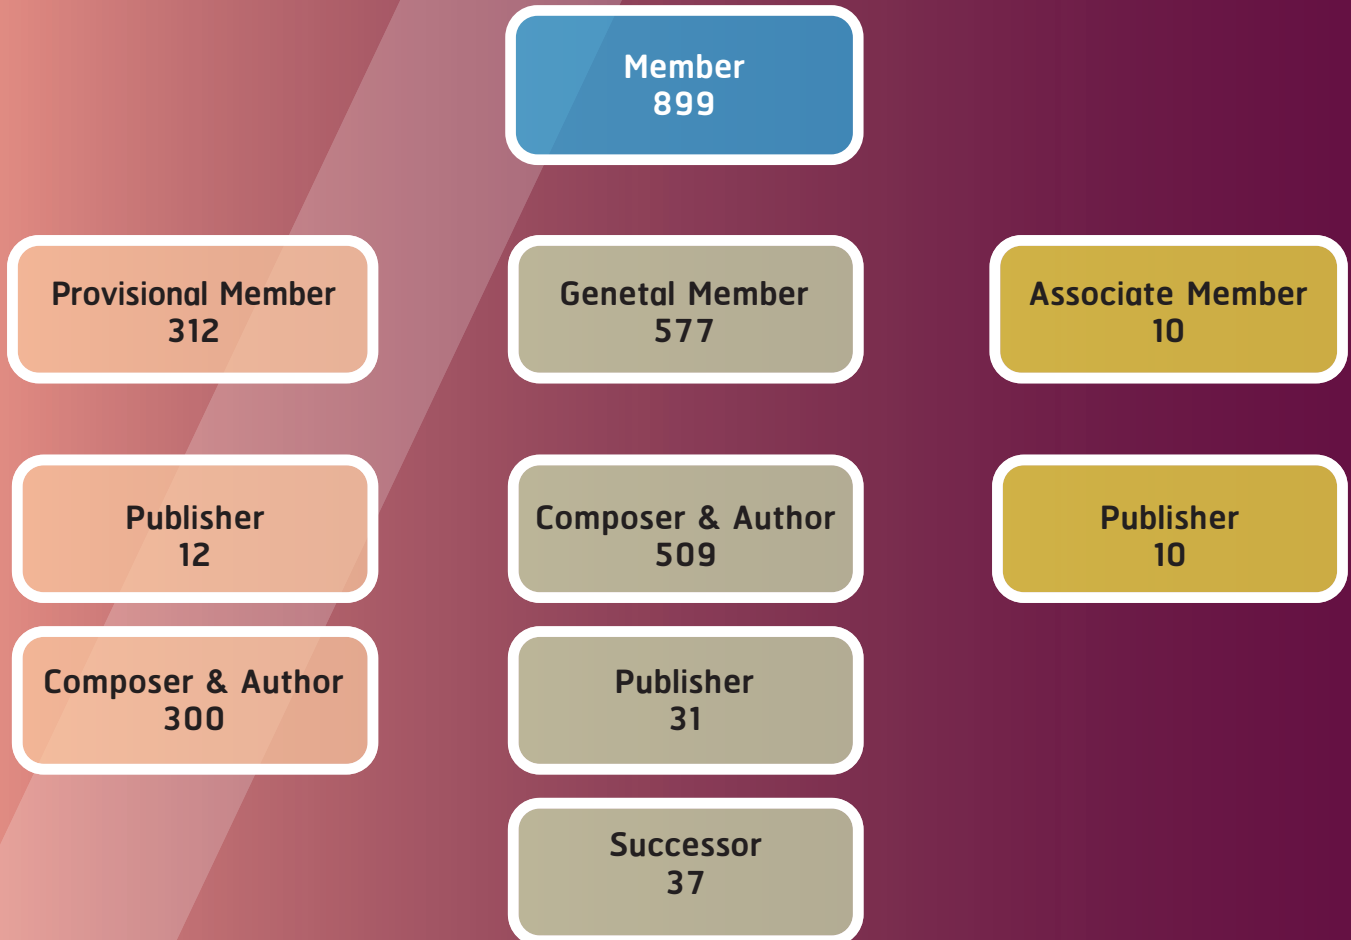 Member
899
Provisional Member
312
Genetal Member
577
Associate Member
10
Publisher
12
Composer & Author
509
Publisher
10
Composer & Author
300
Publisher
31
Successor
37